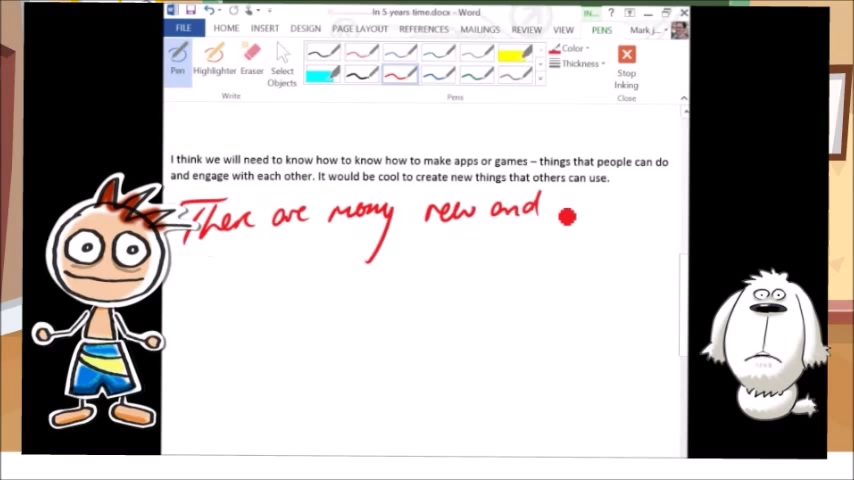 In 5 years time.docx - Word
IN...
?
FILE HOME INSERT DESIGN PAGE LAYOUT REFERENCES MAILINGS REVIEW VIEW PENS Mark j...
Pen Highlighter Eraser Select Objects
Color
Thickness
Stop Inking
Write Pens Close
I think we will need to know how to know how to make apps or games – things that people can do
and engage with each other. It would be cool to create new things that others can use.
There are many new and